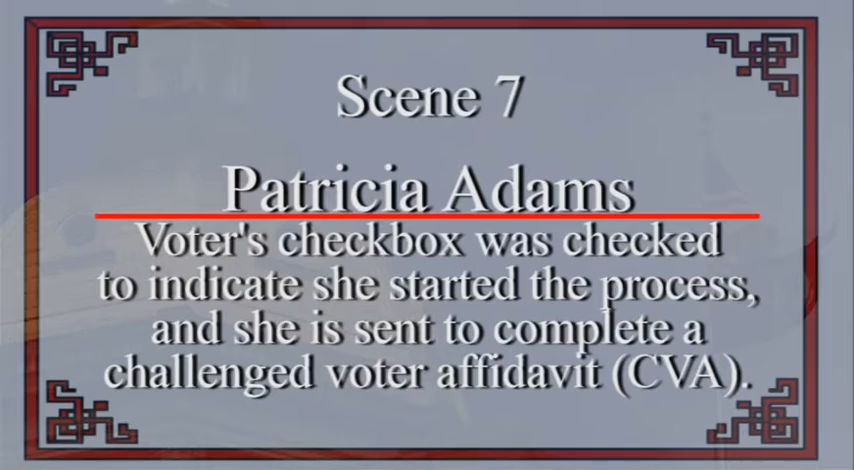 Scene 7
Patricia Adams
Voter's checkbox was checked
to indicate she started the process,
and she is sent to complete a
challenged voter affidavit (CVA).